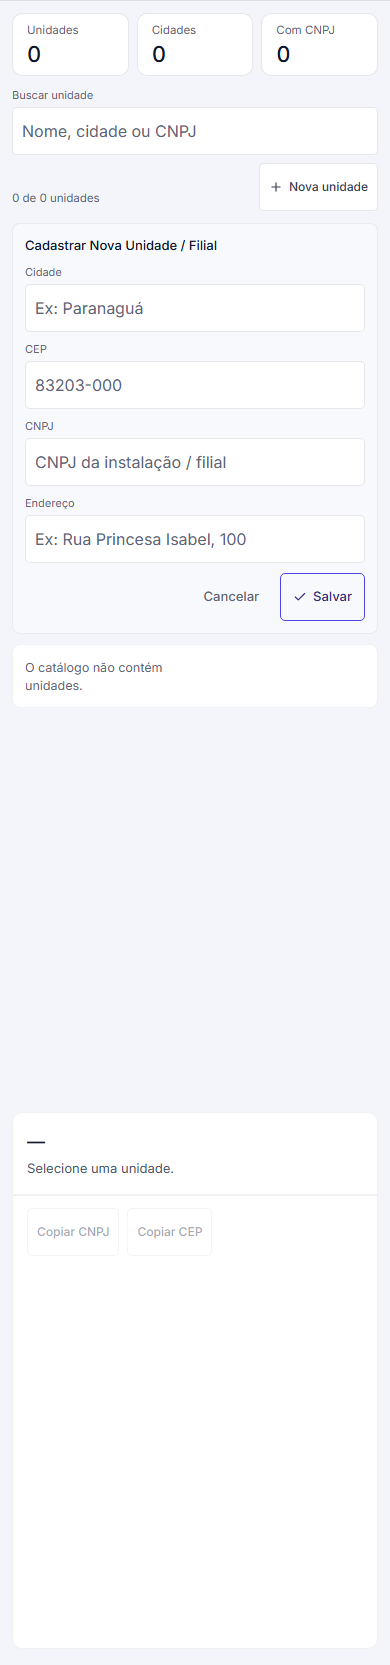 Unidades
0
Cidades
0
Com CNPJ
0
Buscar unidade
Nome, cidade ou CNPJ
0 de 0 unidades
Nova unidade
Cadastrar Nova Unidade / Filial
Cidade
Ex: Paranaguá
CEP
83203-000
CNPJ
CNPJ da instalação / filial
Endereço
Ex: Rua Princesa Isabel, 100
Cancelar
Salvar
O catálogo não contém
unidades.
—
Selecione uma unidade.
Copiar CNPJ
Copiar CEP